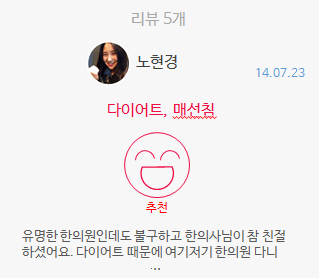 리뷰 5개
노현경
14.07.23
다이어트, 매선침
추천
유명한 한의원인데도 불구하고 한의사님이 참 친절
하셨어요. 다이어트 때문에 여기저기 한의원 다니
...